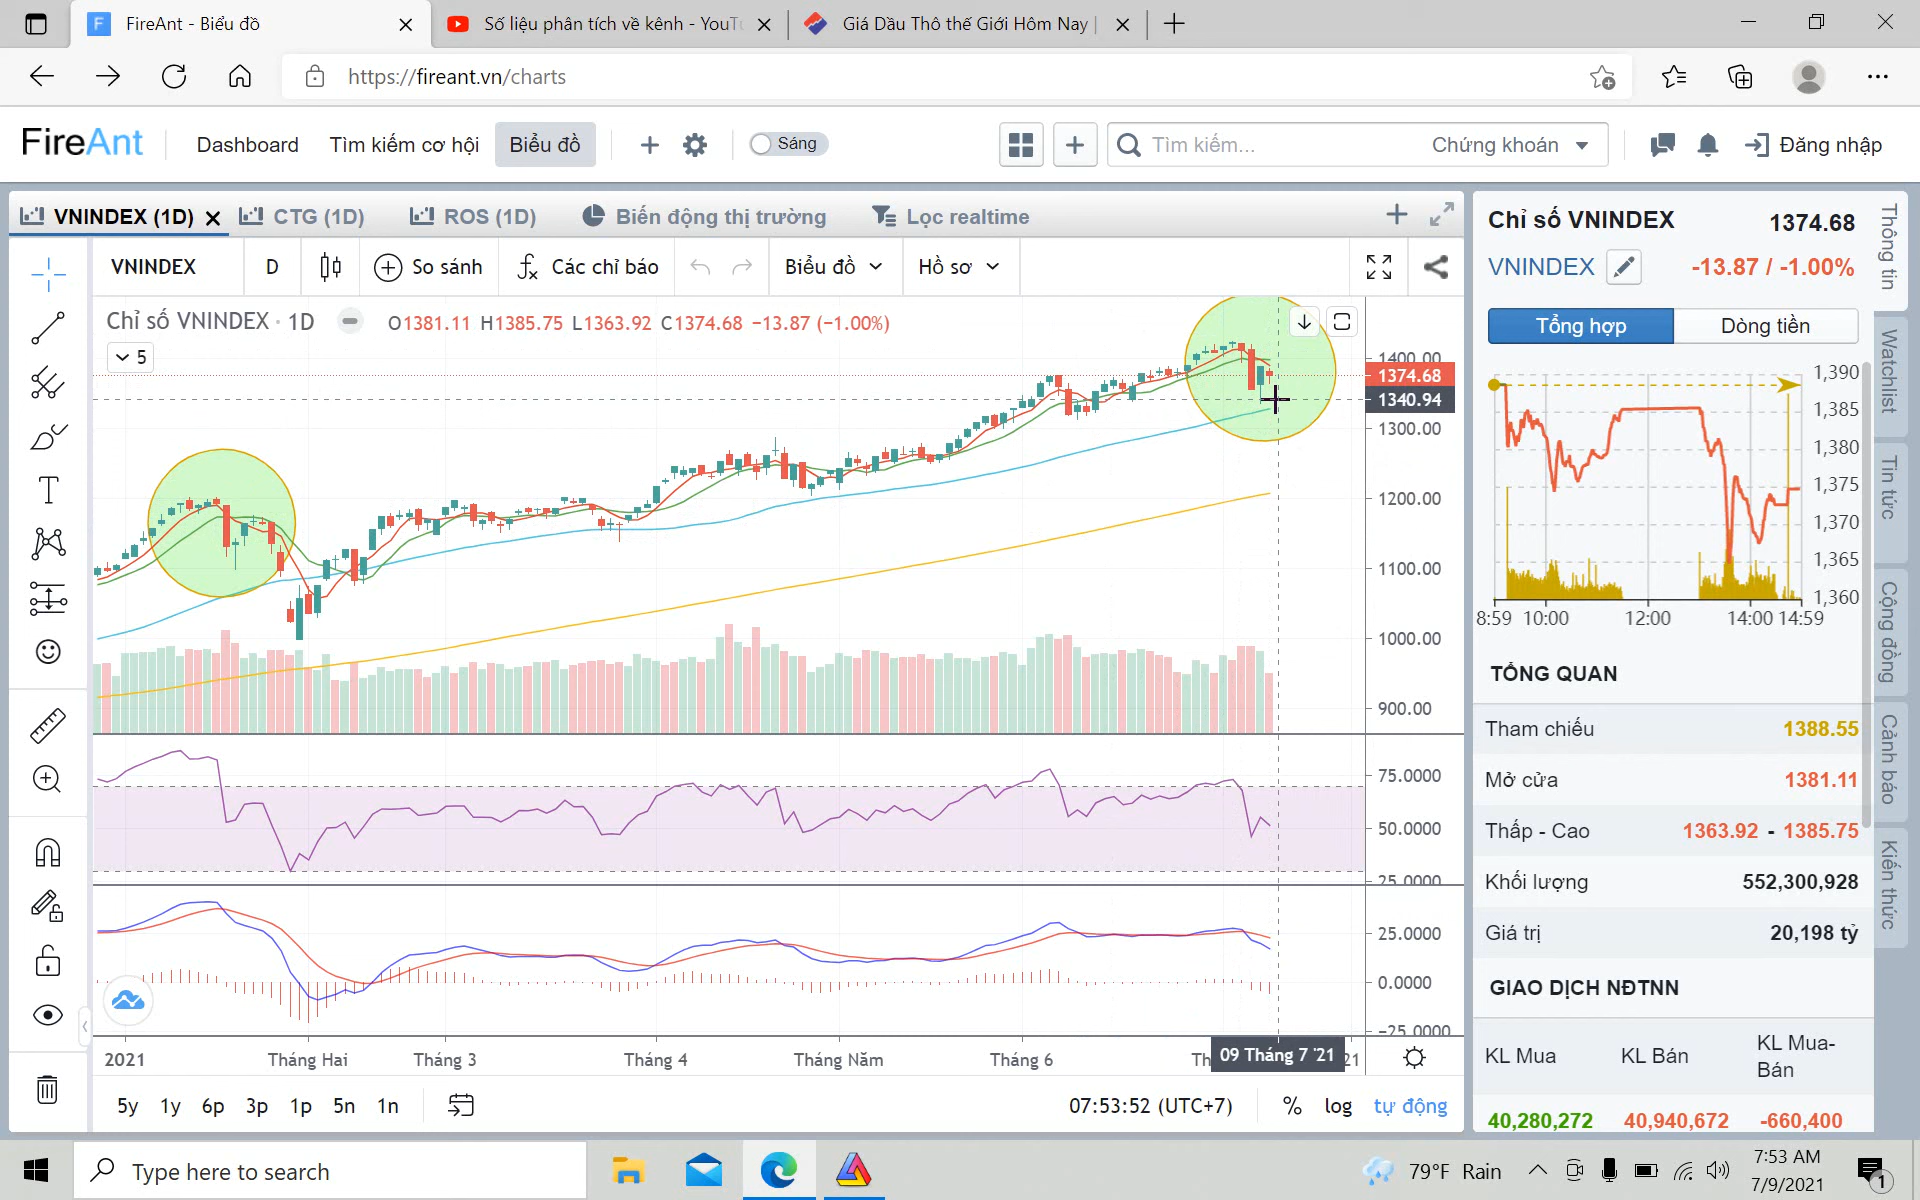 FireAnt - Biểu đồ
Số liệu phân tích về kênh - YouTu
Giá Dầu Thô thế Giới Hôm Nay |
https://fireant.vn/charts
FireAnt
Dashboard
Tìm kiếm cơ hội
Biểu đồ
Sáng
Tìm kiếm...
Chứng khoán
Đăng nhập
VNINDEX (1D)
CTG (1D)
ROS (1D)
Biến động thị trường
Lọc realtime
VNINDEX
D
So sánh
Các chỉ báo
Biểu đồ
Hồ sơ
Chỉ số VNINDEX · 1D
O1381.11 H1385.75 L1363.92 C1374.68 −13.87 (−1.00%)
5
1400.00
1374.68
1340.94
1300.00
1200.00
1100.00
1000.00
900.00
75.0000
50.0000
25.0000
25.0000
0.0000
−25.0000
2021
Tháng Hai
Tháng 3
Tháng 4
Tháng Năm
Tháng 6
09 Tháng 7 '21
5y
1y
6p
3p
1p
5n
1n
07:53:52 (UTC+7)
%
log
tự động
Chỉ số VNINDEX
1374.68
VNINDEX
-13.87 / -1.00%
Tổng hợp
Dòng tiền
1,390
1,385
1,380
1,375
1,370
1,365
1,360
8:59
10:00
12:00
14:00
14:59
TỔNG QUAN
Tham chiếu
1388.55
Mở cửa
1381.11
Thấp - Cao
1363.92 - 1385.75
Khối lượng
552,300,928
Giá trị
20,198 tỷ
GIAO DỊCH NĐTNN
KL Mua
KL Bán
KL Mua-
Bán
40,280,272
40,940,672
-660,400
Thông tin
Watchlist
Tin tức
Cộng đồng
Cảnh báo
Kiến thức
Type here to search
79°F Rain
7:53 AM
7/9/2021
1